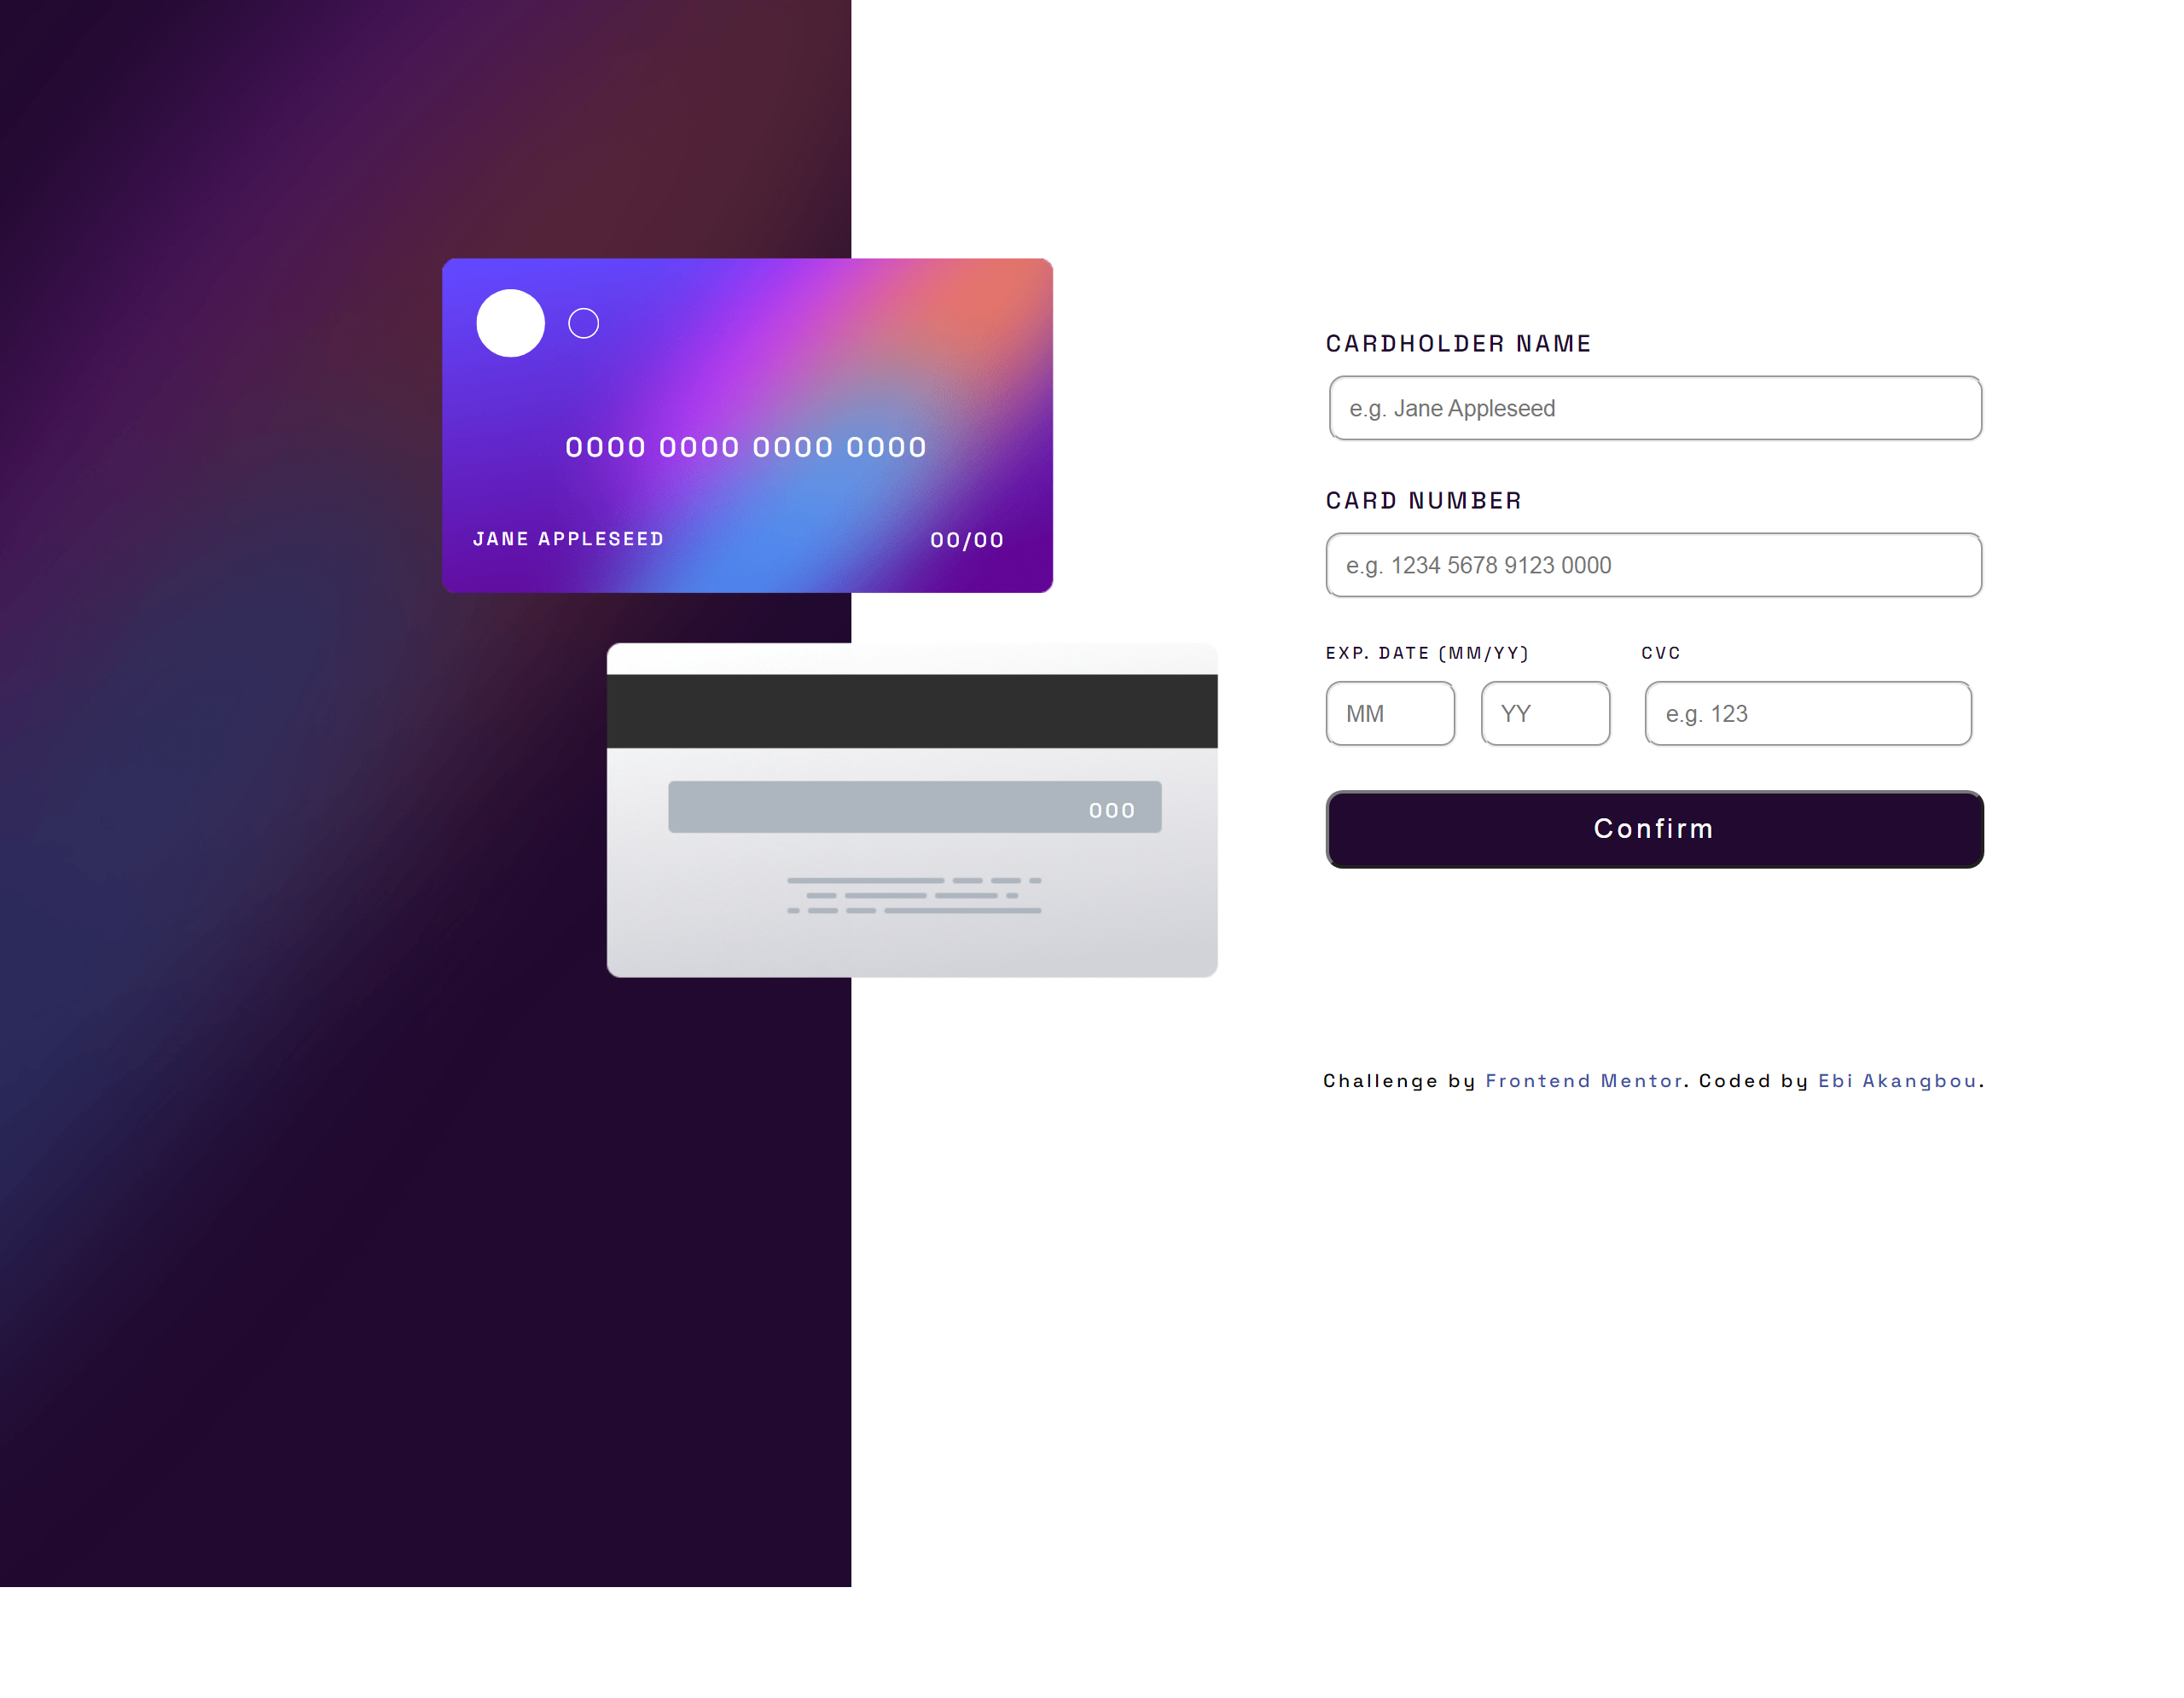 0000 0000 0000 0000
JANE APPLESEED 00/00
000
CARDHOLDER NAME
e.g. Jane Appleseed
CARD NUMBER
e.g. 1234 5678 9123 0000
EXP. DATE (MM/YY) CVC
MM YY e.g. 123
Confirm
Challenge by Frontend Mentor. Coded by Ebi Akangbou.